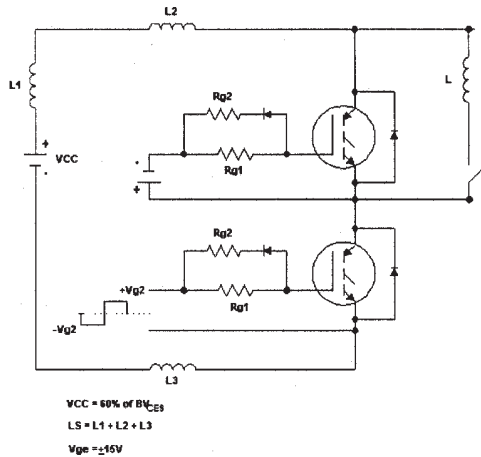 L2
L1
L
Rg2
+
VCC
-
Rg1
-
+
Rg2
+Vg2
Rg1
-Vg2
L3
VCC = 60% of BVCES
LS = L1 + L2 + L3
Vge = ±15V